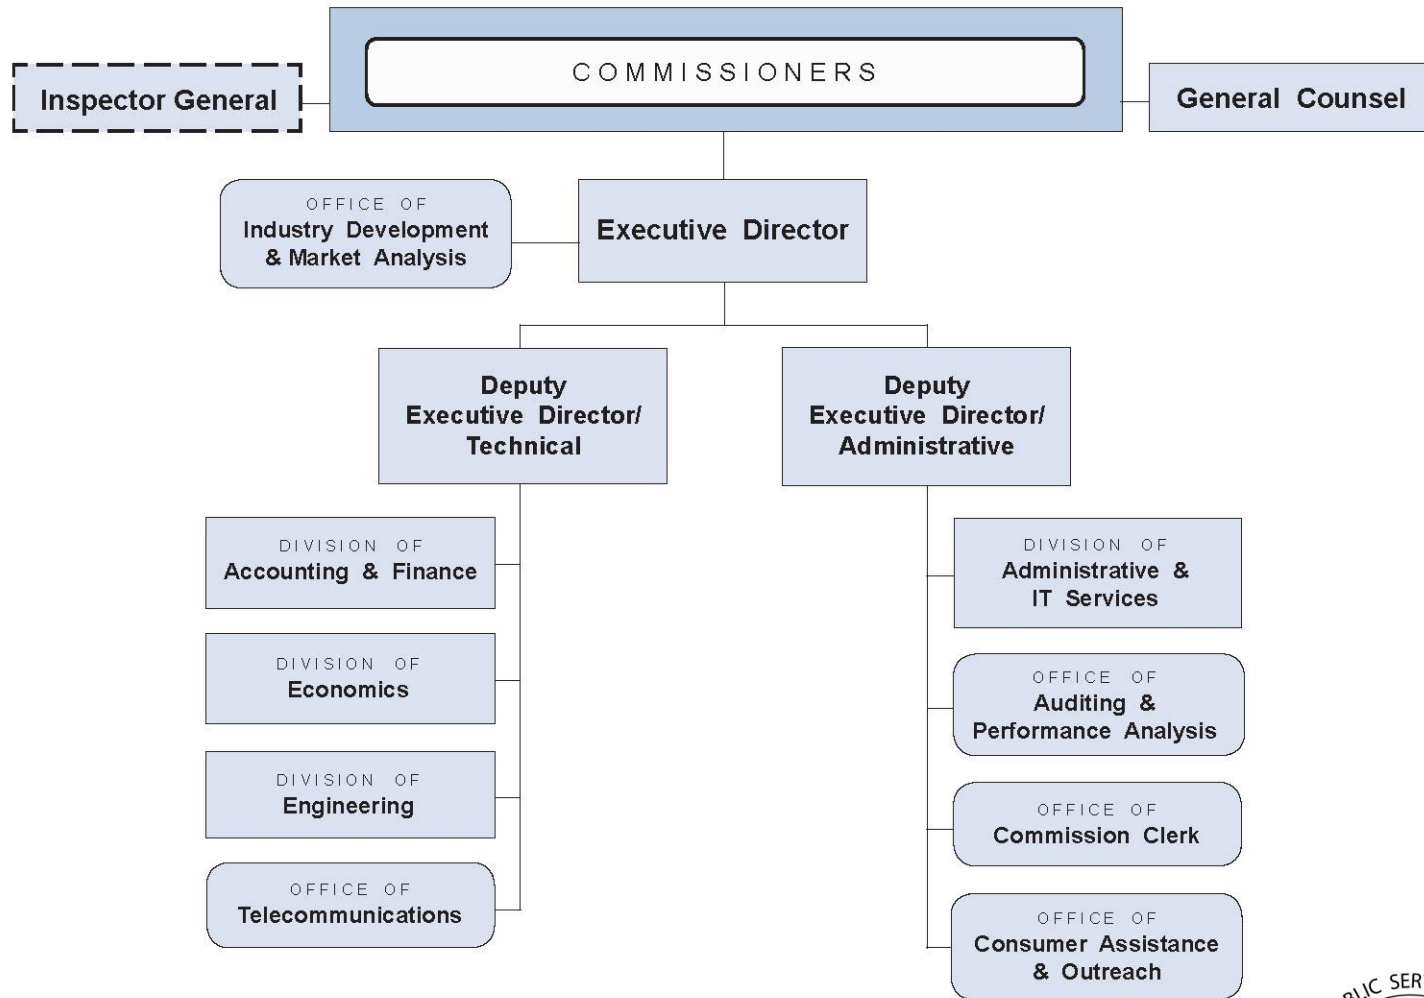 COMMISSIONERS
Inspector General
General Counsel
OFFICE OF
Industry Development
& Market Analysis
Executive Director
Deputy
Executive Director/
Technical
Deputy
Executive Director/
Administrative
DIVISION OF
Accounting & Finance
DIVISION OF
Economics
DIVISION OF
Engineering
OFFICE OF
Telecommunications
DIVISION OF
Administrative &
IT Services
OFFICE OF
Auditing &
Performance Analysis
OFFICE OF
Commission Clerk
OFFICE OF
Consumer Assistance
& Outreach